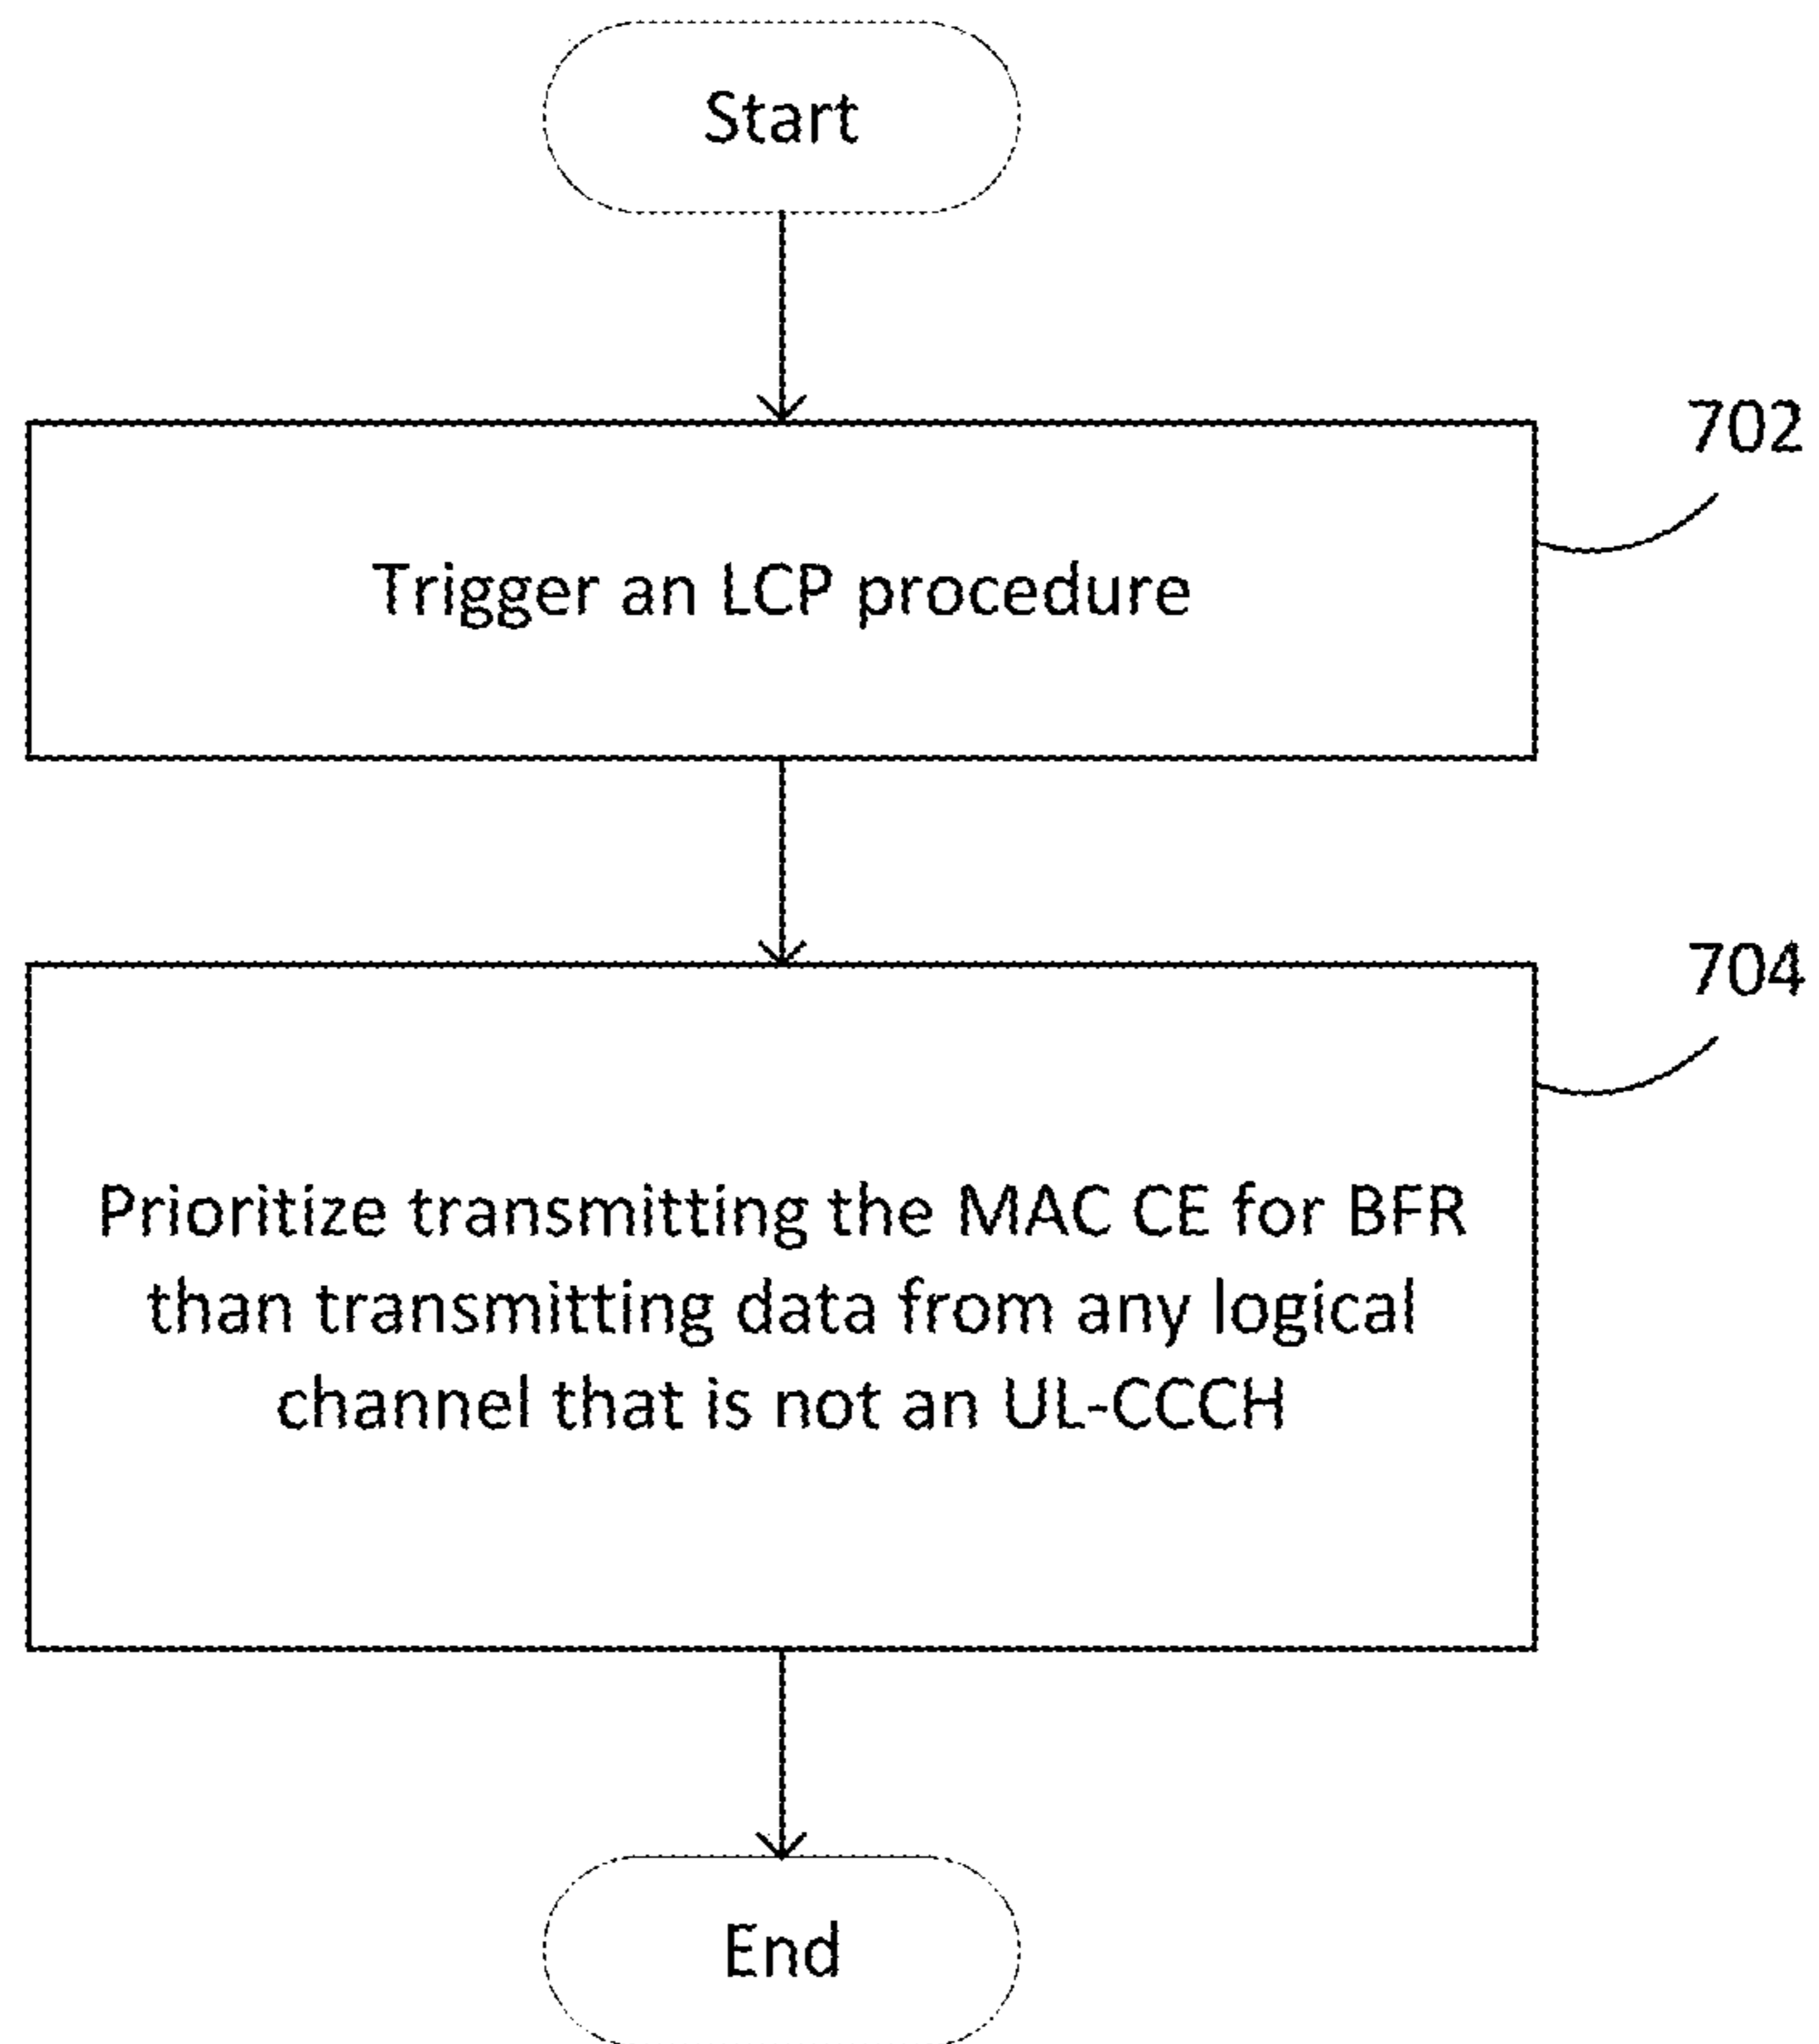 Start
702
Trigger an LCP procedure
704
Prioritize transmitting the MAC CE for BFR
than transmitting data from any logical
channel that is not an UL-CCCH
End